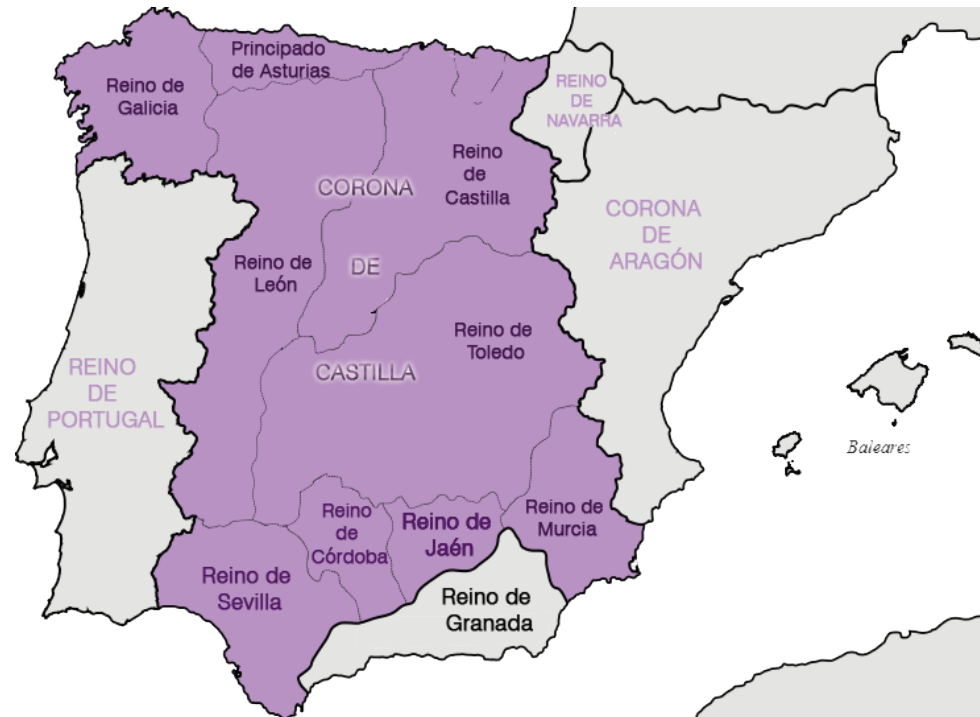 Reino de
Galicia
Principado
de Asturias
REINO
DE
NAVARRA
Reino
de
Castilla
CORONA
DE
CASTILLA
CORONA
DE
ARAGÓN
Reino de
León
Reino de
Toledo
REINO
DE
PORTUGAL
Baleares
Reino
de
Córdoba
Reino de
Jaén
Reino de
Murcia
Reino de
Sevilla
Reino de
Granada